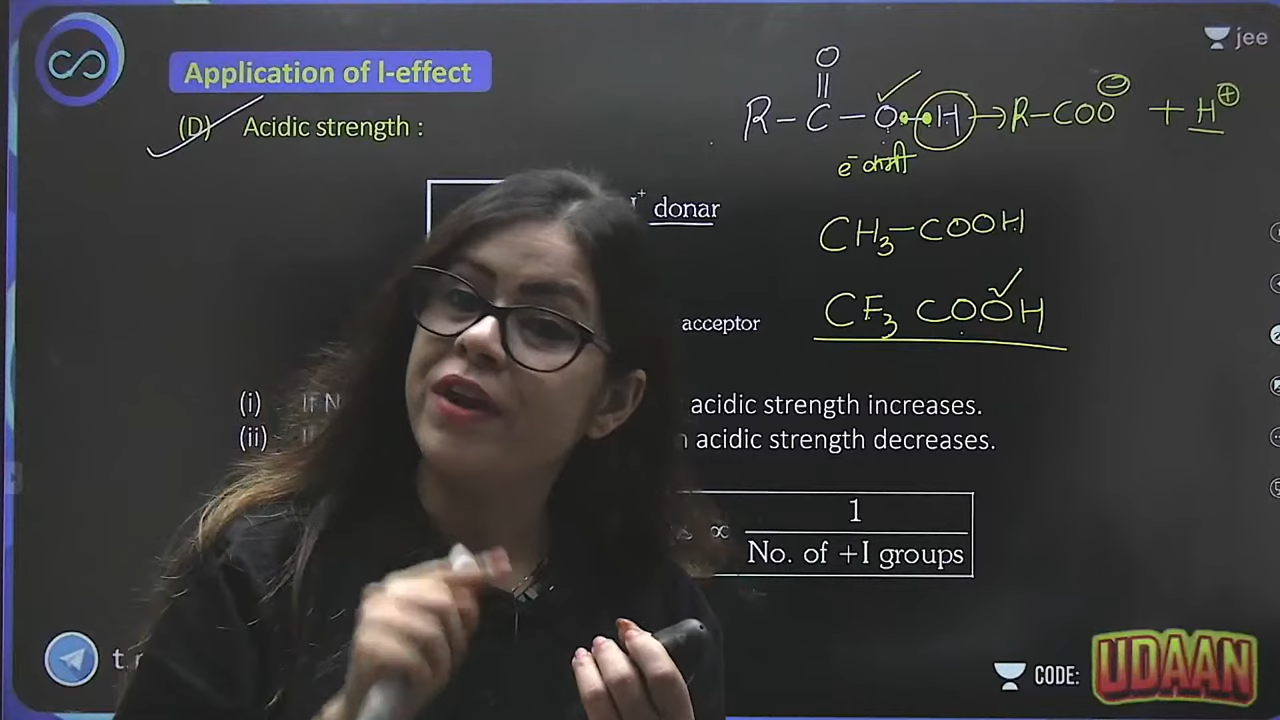 Application of I-effect
jee
(D) Acidic strength :
O
R-C-O-H→R-COO⊖ + H⊕
e⁻ कमी
⁺ donar
CH₃-COOH
CF₃ COOH
acceptor
(i) If N
acidic strength increases.
(ii)
acidic strength decreases.
∝ 1
No. of +I groups
t.
CODE: UDAAN